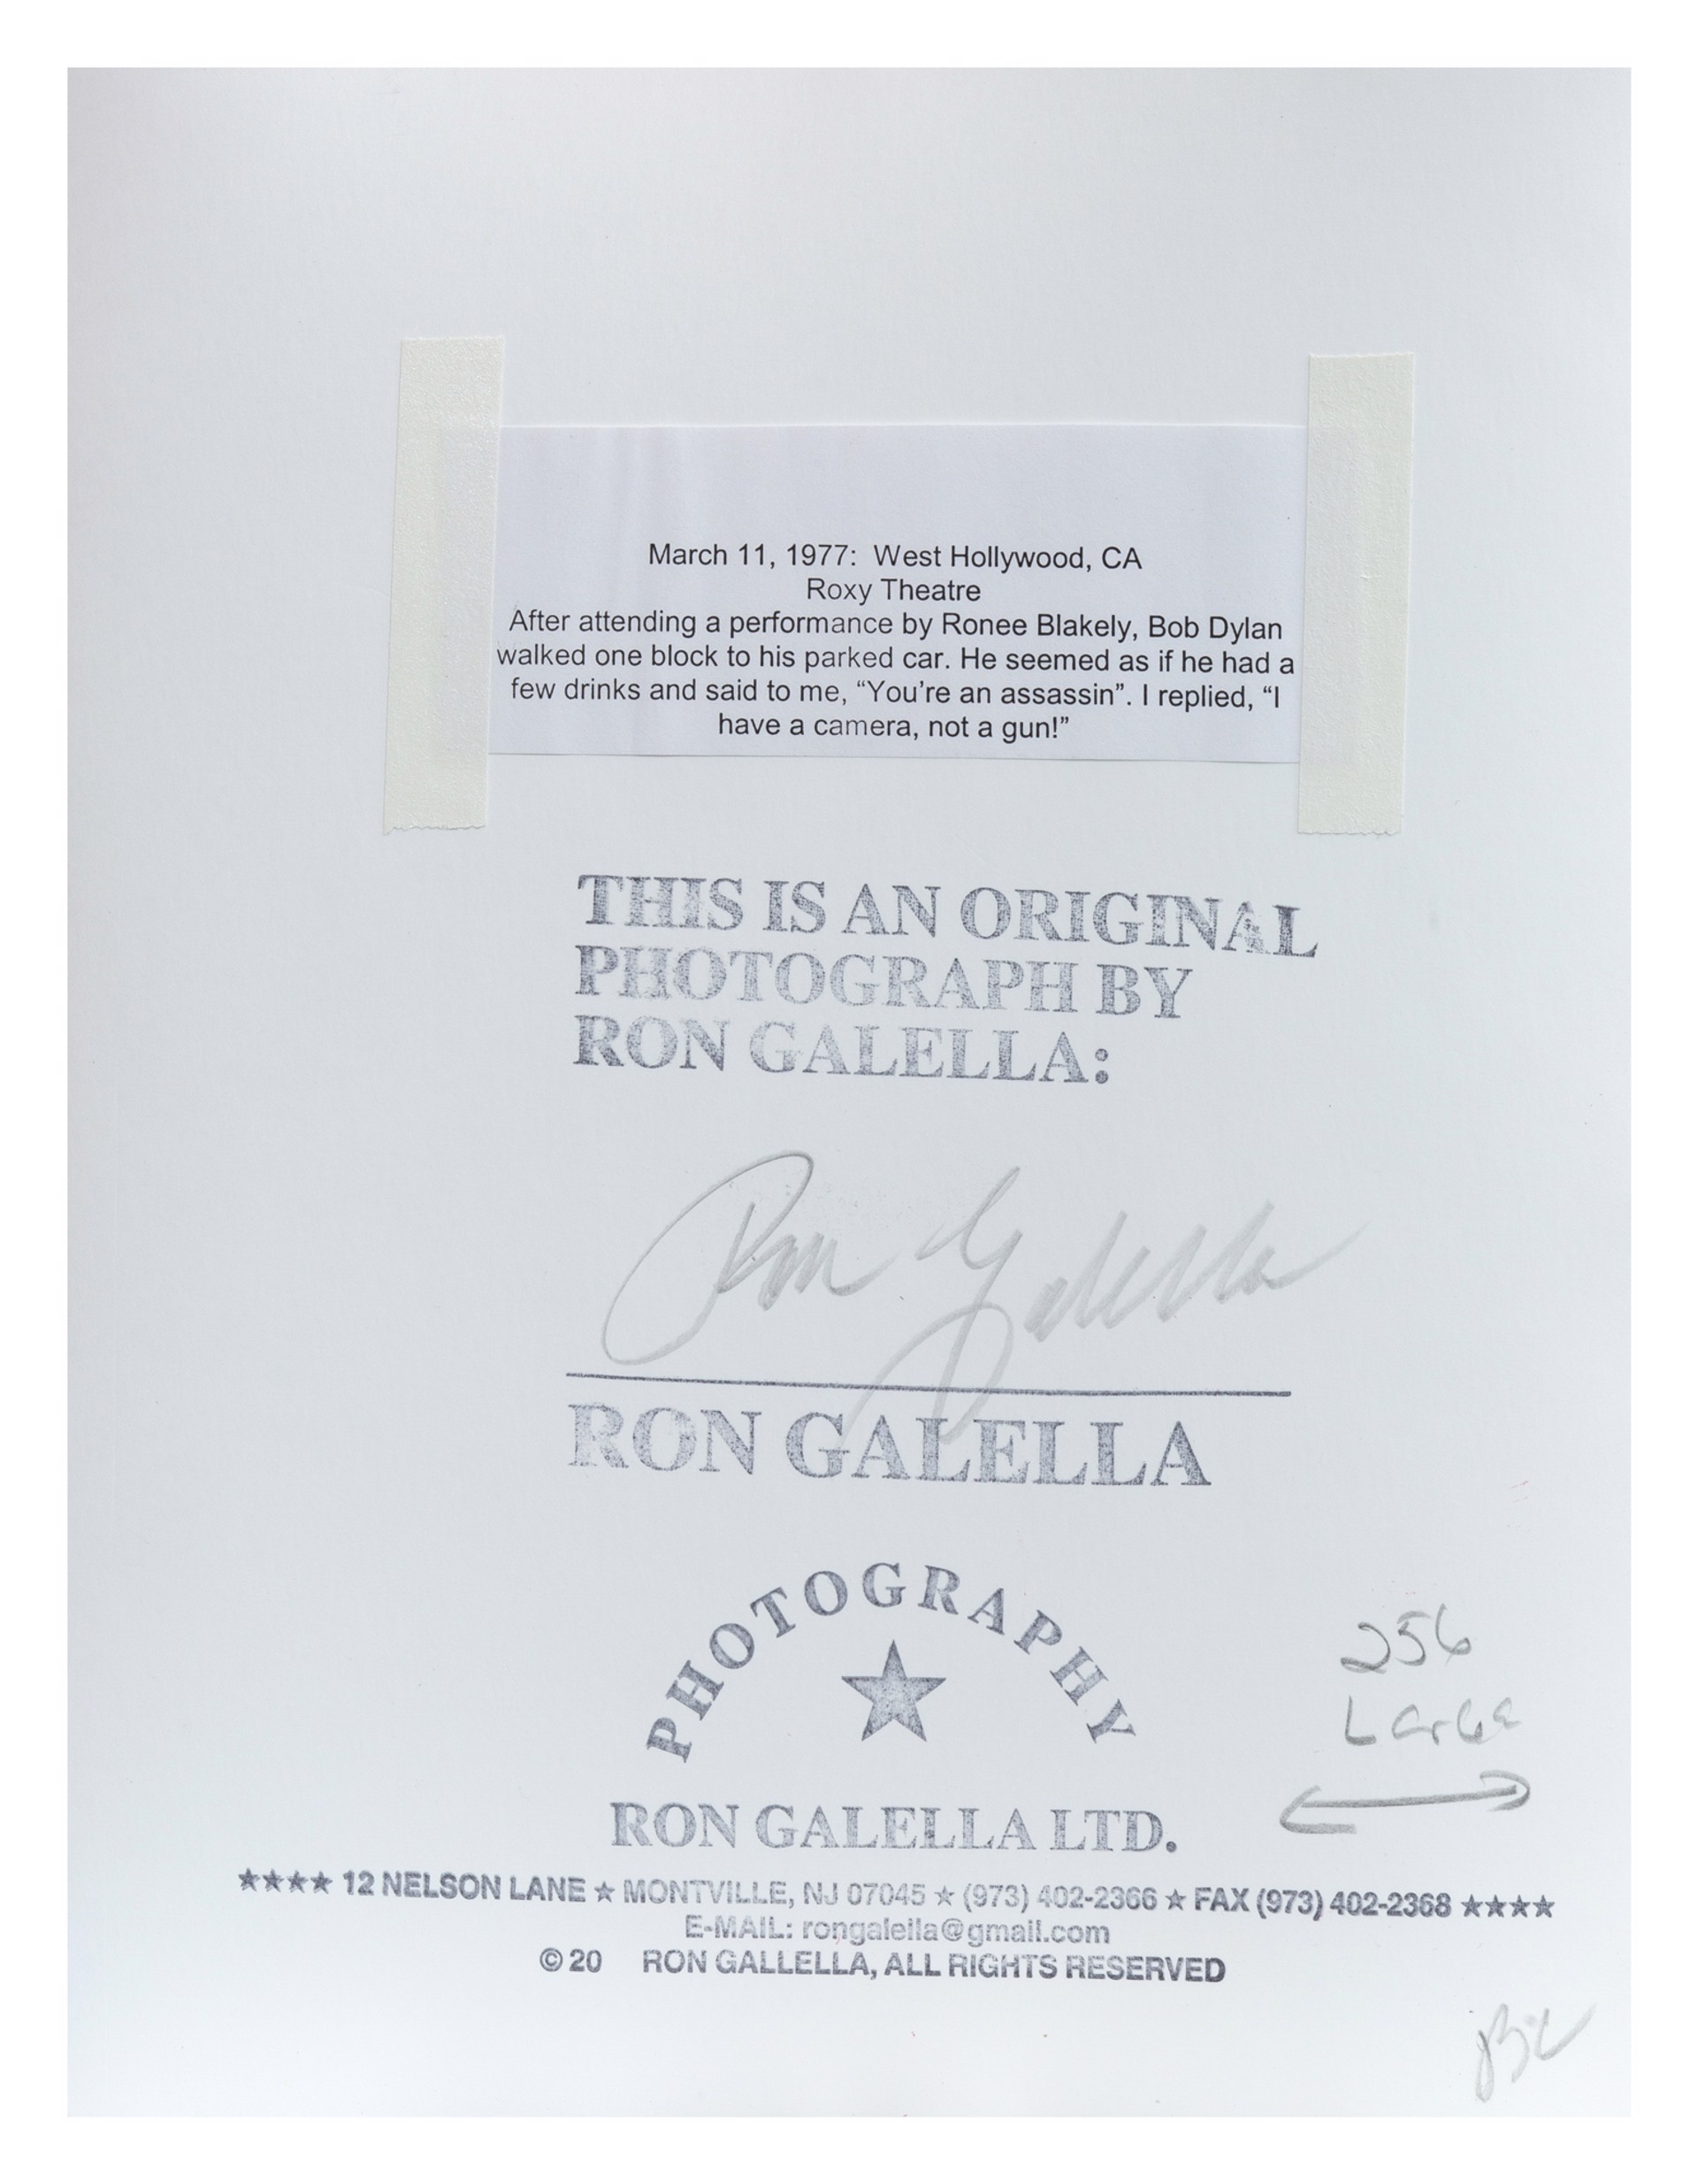 March 11, 1977: West Hollywood, CA
Roxy Theatre
After attending a performance by Ronee Blakely, Bob Dylan
walked one block to his parked car. He seemed as if he had a
few drinks and said to me, “You’re an assassin”. I replied, “I
have a camera, not a gun!”
THIS IS AN ORIGINAL
PHOTOGRAPH BY
RON GALELLA:
Ron Galella
RON GALELLA
PHOTOGRAPHY
256
Large
RON GALELLA LTD.
★★★★ 12 NELSON LANE ★ MONTVILLE, NJ 07045 ★ (973) 402-2366 ★ FAX (973) 402-2368 ★★★★
E-MAIL: rongalella@gmail.com
© 20 RON GALLELLA, ALL RIGHTS RESERVED